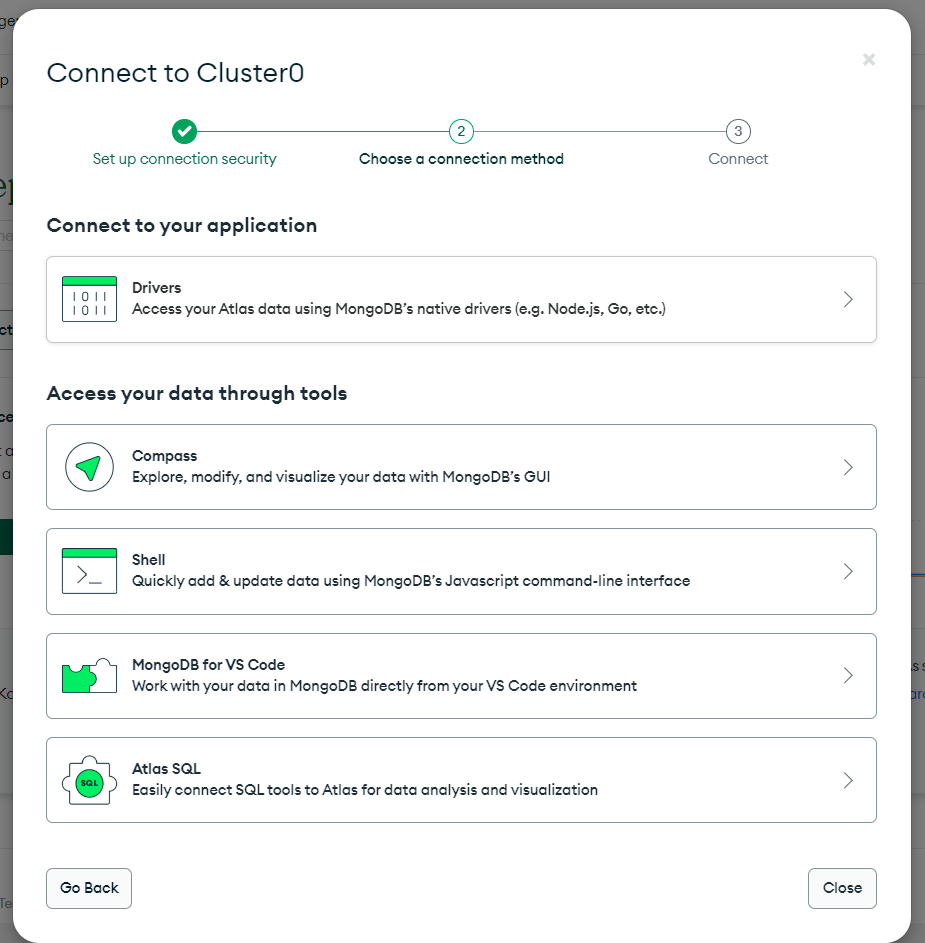 Connect to Cluster0
×
2
3
Set up connection security
Choose a connection method
Connect
Connect to your application
1011
1011
Drivers
Access your Atlas data using MongoDB’s native drivers (e.g. Node.js, Go, etc.)
Access your data through tools
Compass
Explore, modify, and visualize your data with MongoDB’s GUI
>_
Shell
Quickly add & update data using MongoDB’s Javascript command-line interface
MongoDB for VS Code
Work with your data in MongoDB directly from your VS Code environment
SQL
Atlas SQL
Easily connect SQL tools to Atlas for data analysis and visualization
Go Back
Close